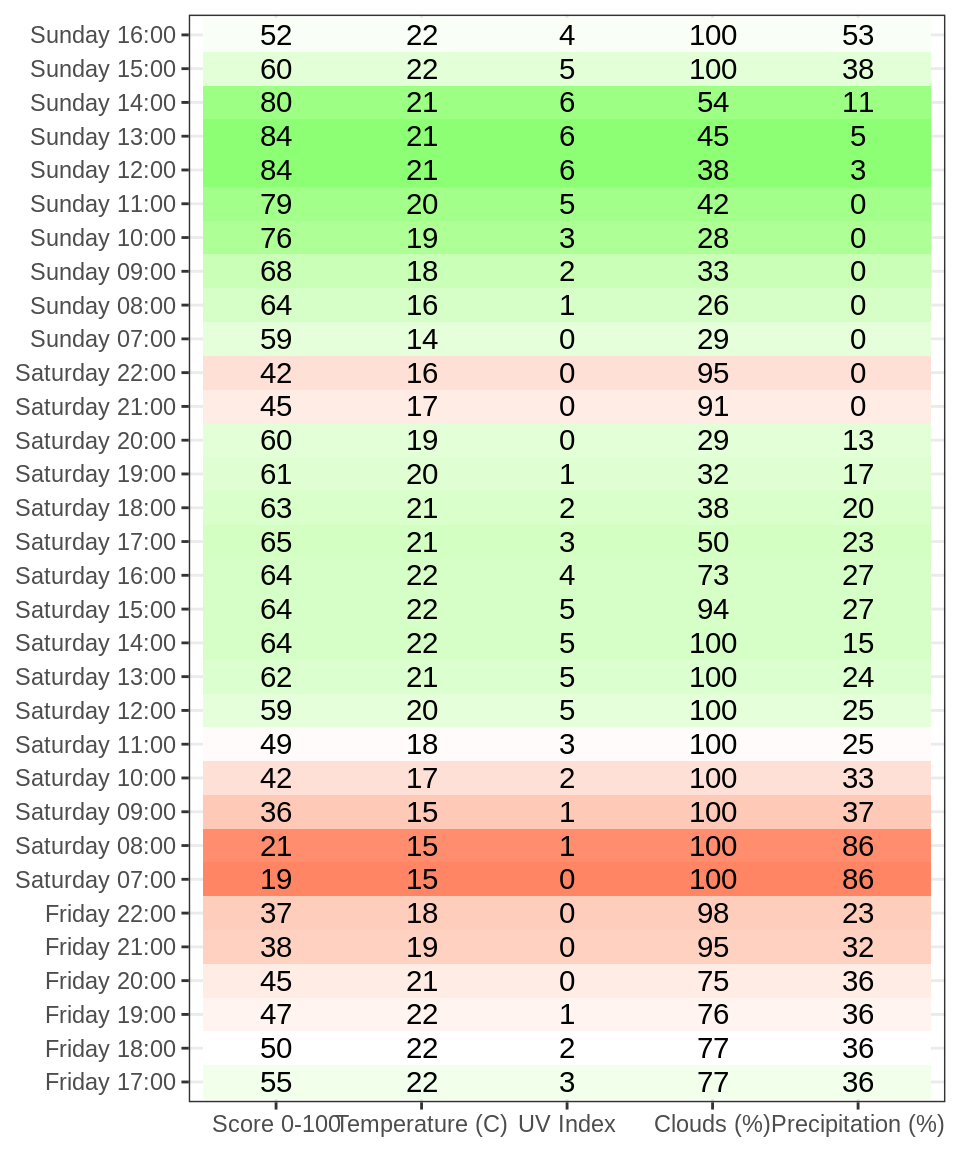 Sunday 16:00 52 22 4 100 53
Sunday 15:00 60 22 5 100 38
Sunday 14:00 80 21 6 54 11
Sunday 13:00 84 21 6 45 5
Sunday 12:00 84 21 6 38 3
Sunday 11:00 79 20 5 42 0
Sunday 10:00 76 19 3 28 0
Sunday 09:00 68 18 2 33 0
Sunday 08:00 64 16 1 26 0
Sunday 07:00 59 14 0 29 0
Saturday 22:00 42 16 0 95 0
Saturday 21:00 45 17 0 91 0
Saturday 20:00 60 19 0 29 13
Saturday 19:00 61 20 1 32 17
Saturday 18:00 63 21 2 38 20
Saturday 17:00 65 21 3 50 23
Saturday 16:00 64 22 4 73 27
Saturday 15:00 64 22 5 94 27
Saturday 14:00 64 22 5 100 15
Saturday 13:00 62 21 5 100 24
Saturday 12:00 59 20 5 100 25
Saturday 11:00 49 18 3 100 25
Saturday 10:00 42 17 2 100 33
Saturday 09:00 36 15 1 100 37
Saturday 08:00 21 15 1 100 86
Saturday 07:00 19 15 0 100 86
Friday 22:00 37 18 0 98 23
Friday 21:00 38 19 0 95 32
Friday 20:00 45 21 0 75 36
Friday 19:00 47 22 1 76 36
Friday 18:00 50 22 2 77 36
Friday 17:00 55 22 3 77 36
Score 0-100 Temperature (C) UV Index Clouds (%) Precipitation (%)